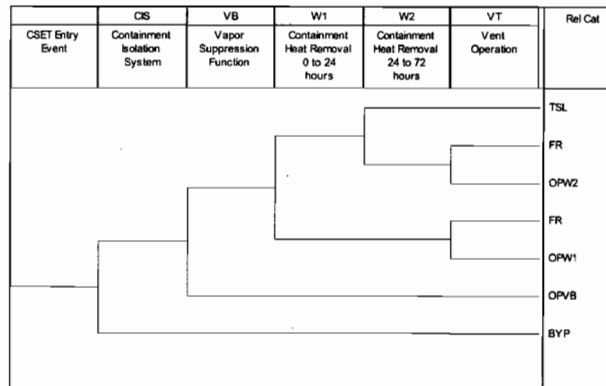 CIS VB W1 W2 VT Rel Cat
CSET Entry Event
Containment Isolation System
Vapor Suppression Function
Containment Heat Removal 0 to 24 hours
Containment Heat Removal 24 to 72 hours
Vent Operation
TSL
FR
OPW2
FR
OPW1
OPVB
BYP